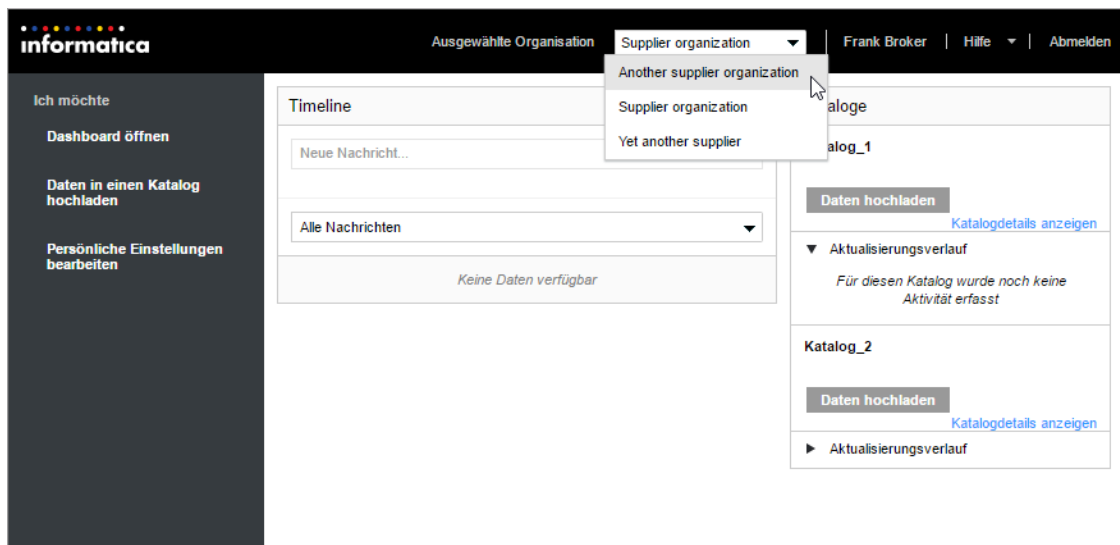 informatica
Ausgewählte Organisation
Supplier organization
Frank Broker
Hilfe
Abmelden
Another supplier organization
Supplier organization
Yet another supplier
Ich möchte
Dashboard öffnen
Daten in einen Katalog
hochladen
Persönliche Einstellungen
bearbeiten
Timeline
Neue Nachricht...
Alle Nachrichten
Keine Daten verfügbar
aloge
alog_1
Daten hochladen
Katalogdetails anzeigen
Aktualisierungsverlauf
Für diesen Katalog wurde noch keine
Aktivität erfasst
Katalog_2
Daten hochladen
Katalogdetails anzeigen
Aktualisierungsverlauf